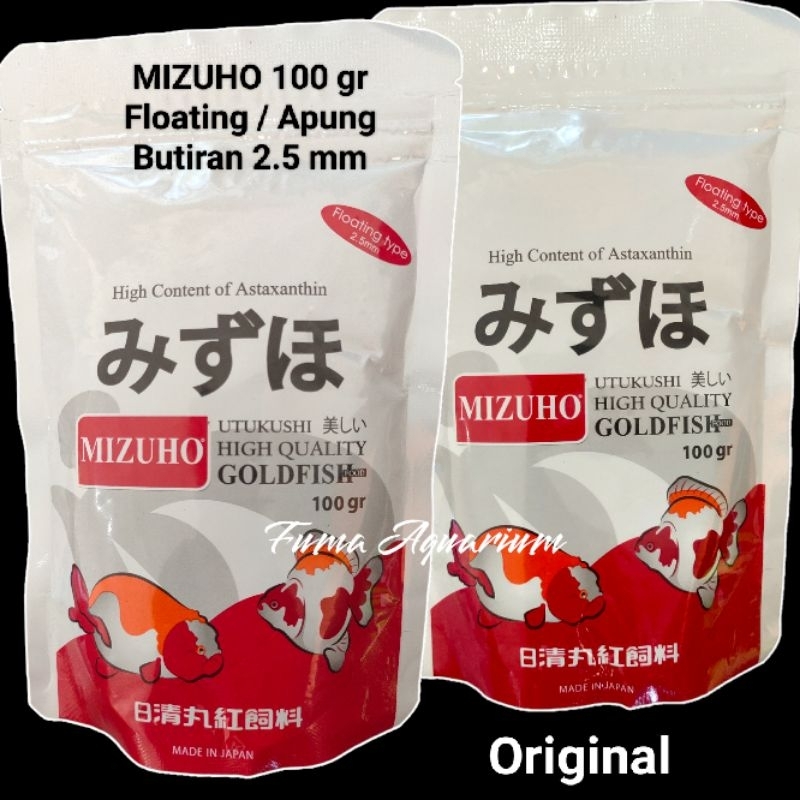 MIZUHO 100 gr
Floating / Apung
Butiran 2.5 mm
Floating type
2.5mm
High Content of Astaxanthin
みずほ
MIZUHO®
UTUKUSHI 美しい
HIGH QUALITY
GOLDFISH FOOD
100 gr
日清丸紅飼料
MADE IN JAPAN
Floating type
2.5mm
High Content of Astaxanthin
みずほ
MIZUHO®
UTUKUSHI 美しい
HIGH QUALITY
GOLDFISH FOOD
100 gr
日清丸紅飼料
MADE IN JAPAN
Fuma Aquarium
Original